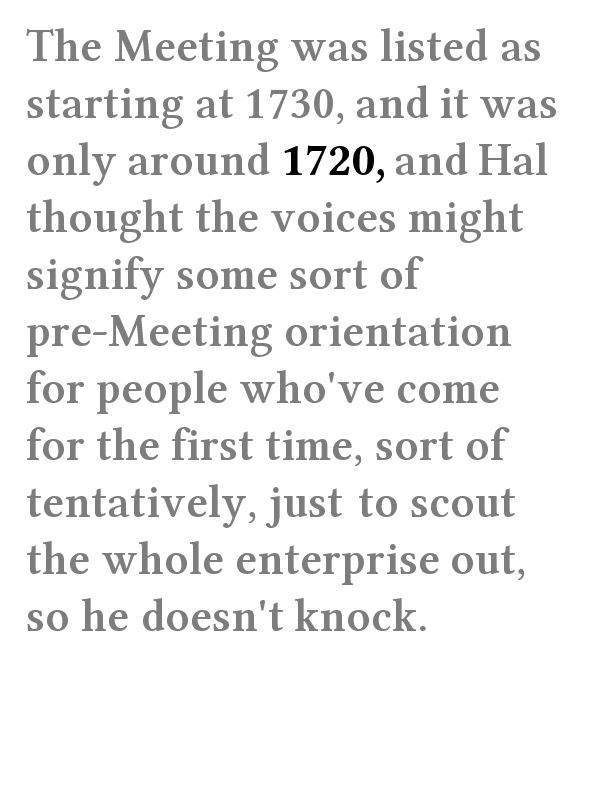 The Meeting was listed as
starting at 1730, and it was
only around 1720, and Hal
thought the voices might
signify some sort of
pre-Meeting orientation
for people who've come
for the first time, sort of
tentatively, just to scout
the whole enterprise out,
so he doesn't knock.